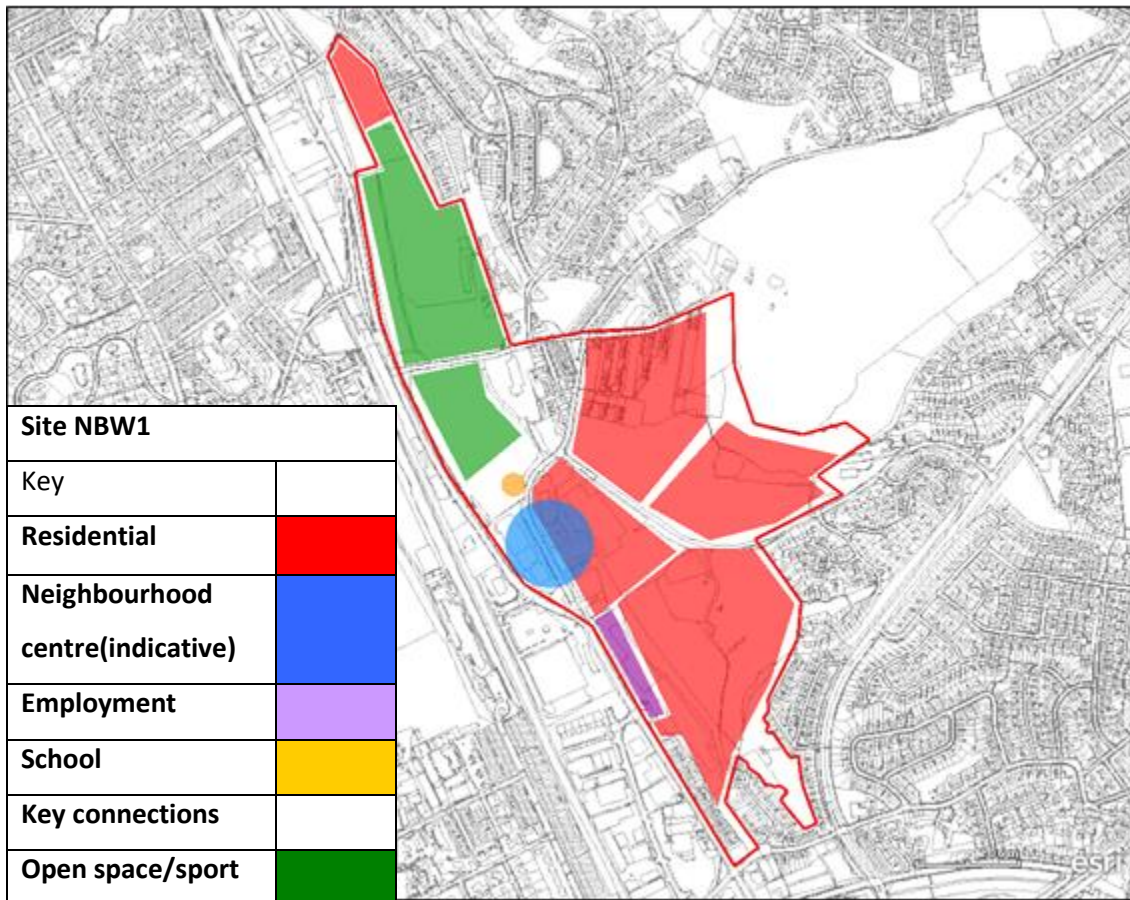 Site NBW1
Key
Residential
Neighbourhood
centre(indicative)
Employment
School
Key connections
Open space/sport
esri